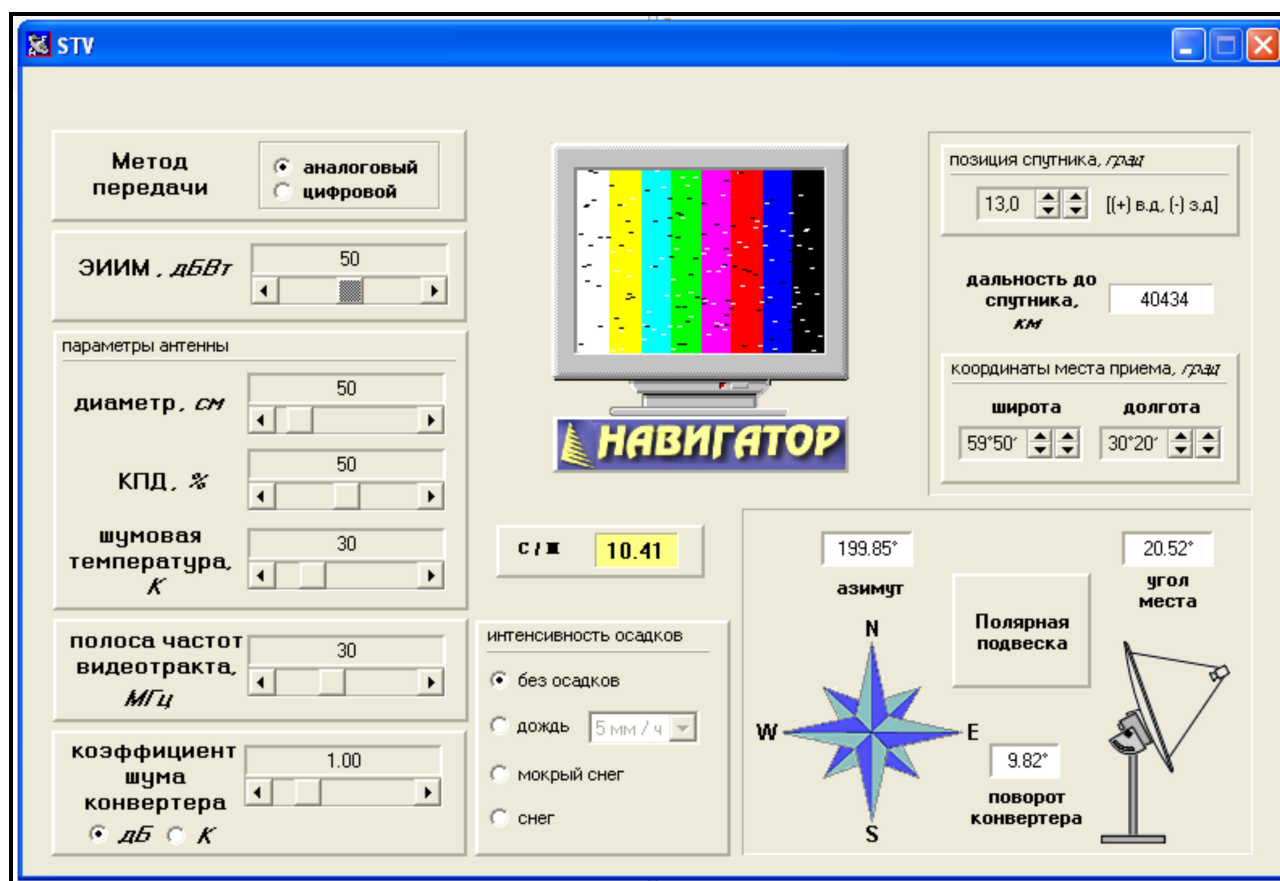 STV
Метод
передачи
аналоговый
цифровой
ЭИИМ , дБВт
50
параметры антенны
диаметр, см
50
КПД, %
50
шумовая
температура,
К
30
полоса частот
видеотракта,
МГц
30
коэффициент
шума
конвертера
1.00
дБ
К
НАВИГАТОР
С / Ш
10.41
интенсивность осадков
без осадков
дождь
5 мм / ч
мокрый снег
снег
позиция спутника, град
13,0
[(+) в.д, (-) з.д]
дальность до
спутника,
км
40434
координаты места приема, град
широта
долгота
59°50'
30°20'
199.85°
азимут
20.52°
угол
места
Полярная
подвеска
N
W
E
S
9.82°
поворот
конвертера